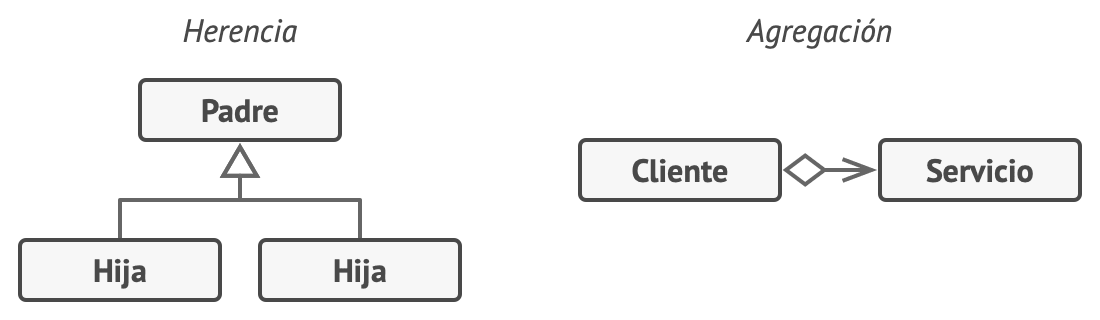 Herencia
Agregación
Padre
Cliente
Servicio
Hija
Hija